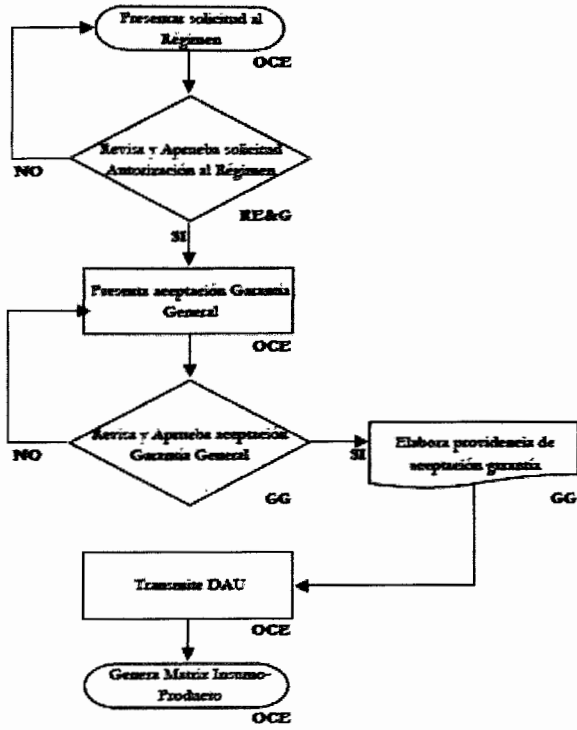 Presentar solicitud al
Régimen
OCE
Revisa y Aprueba solicitud
Autorización al Régimen
NO
RE&G
SI
Presenta aceptación Garantía
General
OCE
Revisa y Aprueba aceptación
Garantía General
NO
SI
GG
Elabora providencia de
aceptación garantía
GG
Transmite DAU
OCE
Genera Matriz Insumo-
Producto
OCE